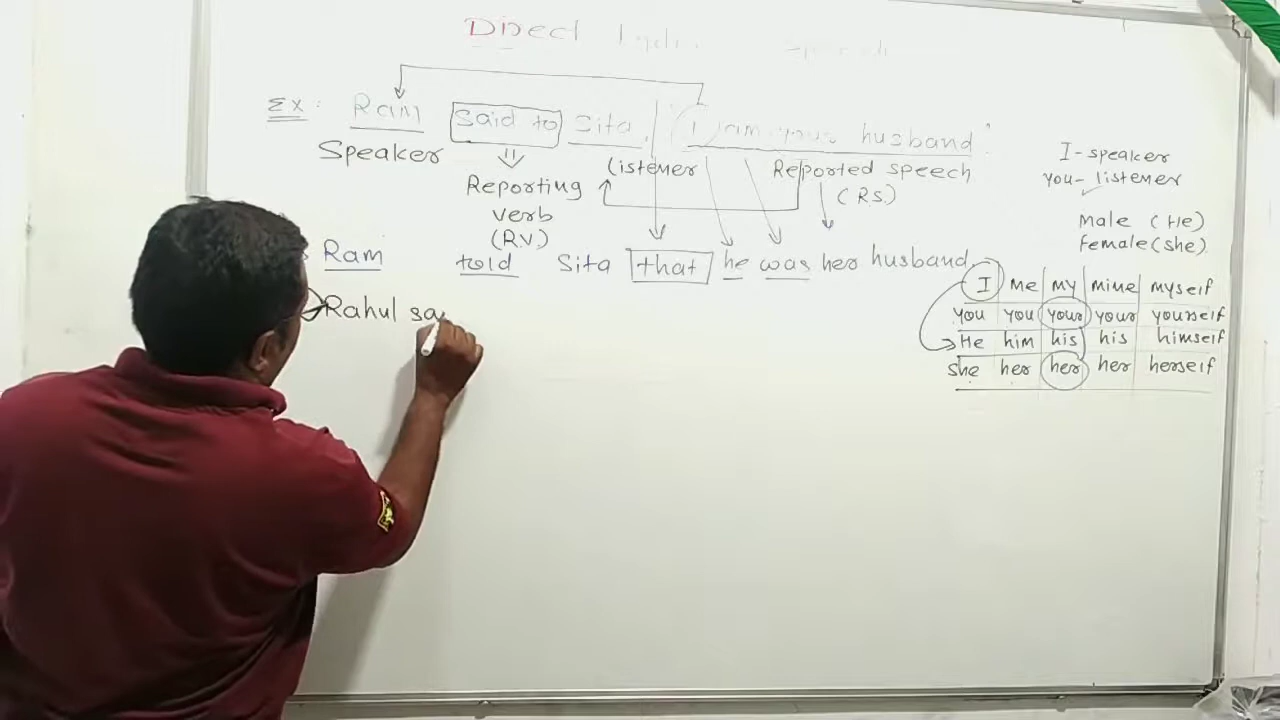 Direct
Ex: Ram said to Sita, "I am your husband"
Speaker
Listener
Reported speech
(R.S.)
Reporting
verb
(R.V)
Ram told Sita that he was her husband
Rahul sa
I-speaker
you- listener
Male (He)
female (she)
I me my mine myself
you you your your yourself
He him his his himself
she her her her herself